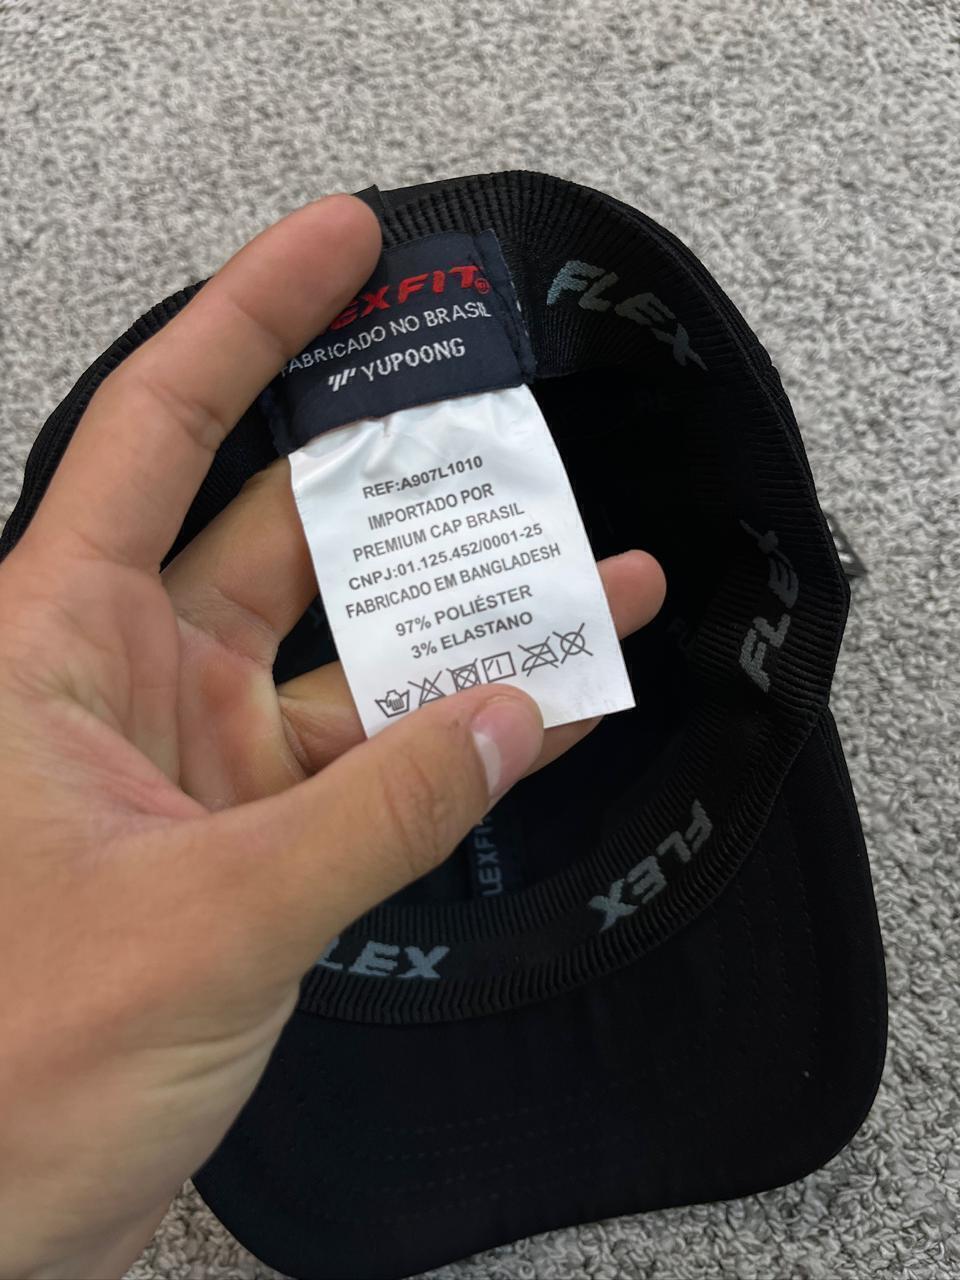 EXFIT
FABRICADO NO BRASIL
YUPOONG
REF:A907L1010
IMPORTADO POR
PREMIUM CAP BRASIL
CNPJ:01.125.452/0001-25
FABRICADO EM BANGLADESH
97% POLIÉSTER
3% ELASTANO
FLEX
FLEX
FLEX
LEXFIT
LEX